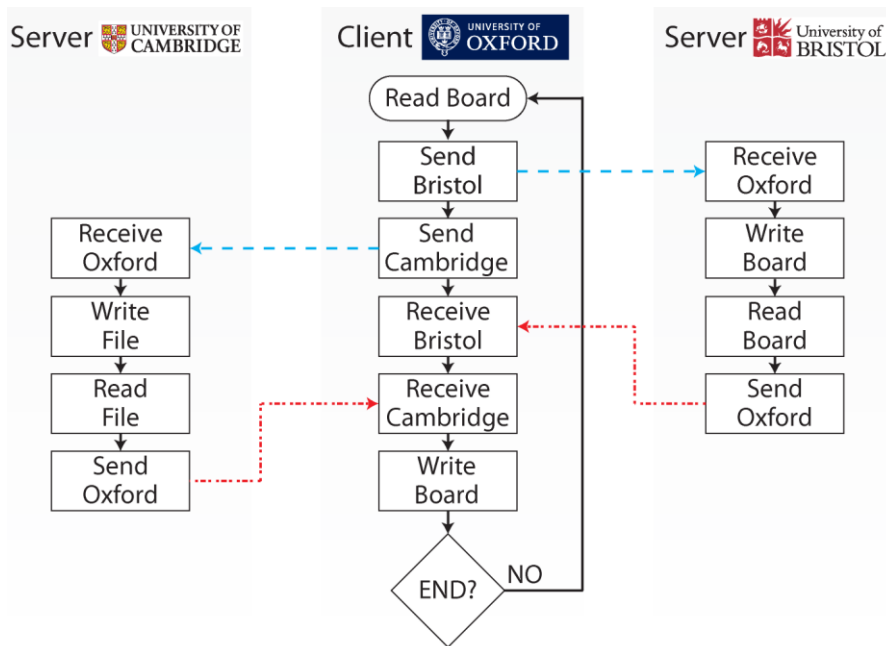 Server UNIVERSITY OF
CAMBRIDGE
Client UNIVERSITY OF
OXFORD
Server University of
BRISTOL
Read Board
Send
Bristol
Receive
Oxford
Receive
Oxford
Send
Cambridge
Write
Board
Write
File
Receive
Bristol
Read
Board
Read
File
Receive
Cambridge
Send
Oxford
Send
Oxford
Write
Board
END?
NO